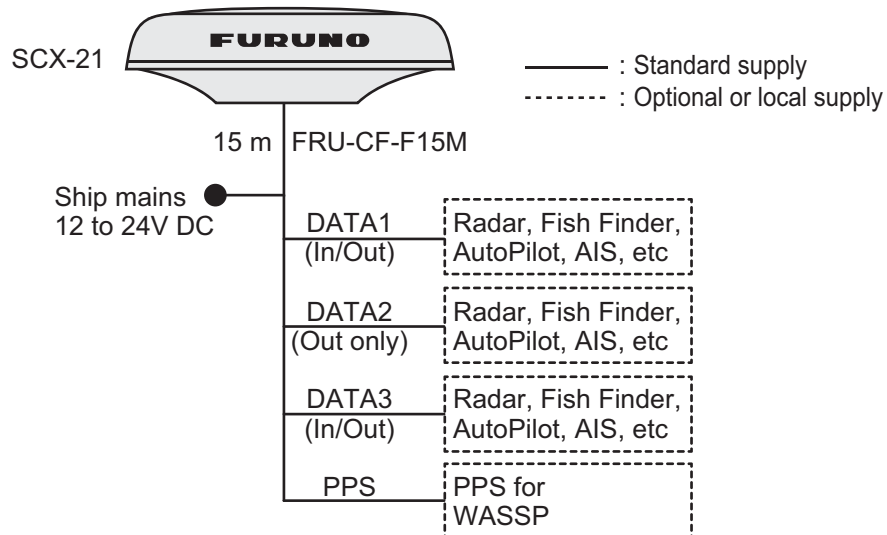 FURUNO
SCX-21
: Standard supply
: Optional or local supply
15 m FRU-CF-F15M
Ship mains
12 to 24V DC
DATA1
(In/Out)
Radar, Fish Finder,
AutoPilot, AIS, etc
DATA2
(Out only)
Radar, Fish Finder,
AutoPilot, AIS, etc
DATA3
(In/Out)
Radar, Fish Finder,
AutoPilot, AIS, etc
PPS
PPS for
WASSP